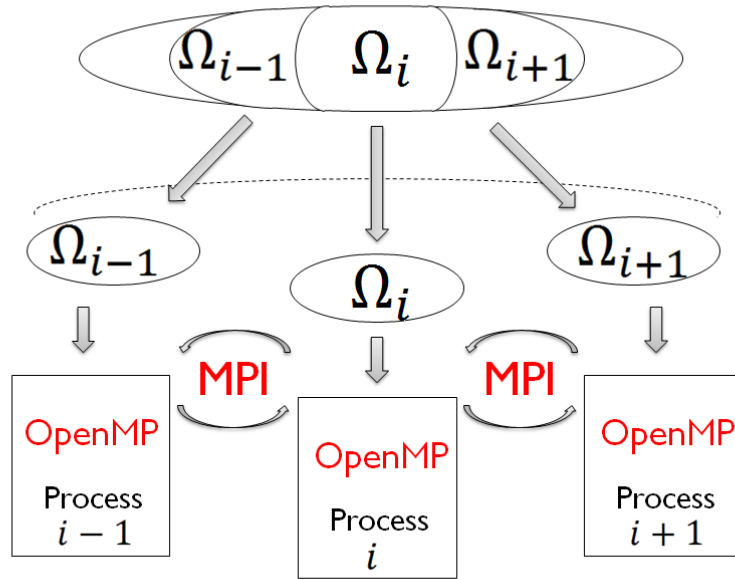 Ωᵢ₋₁ Ωᵢ Ωᵢ₊₁
Ωᵢ₋₁
Ωᵢ
Ωᵢ₊₁
MPI
MPI
OpenMP
Process
i − 1
OpenMP
Process
i
OpenMP
Process
i + 1